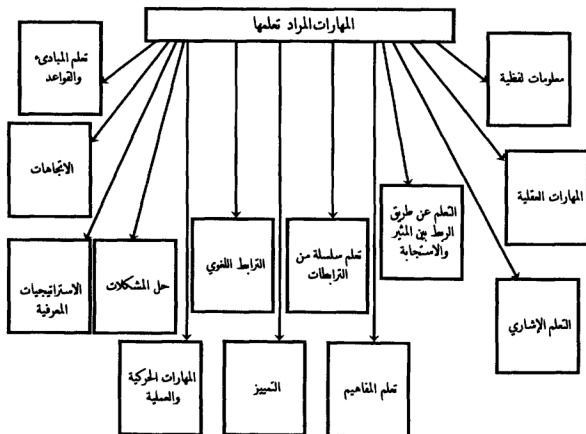 المهارات المراد تعلمها
معلومات لفظية
المهارات العقلية
التعلم الإشاري
التعلم عن طريق
الربط بين المثير
والاستجابة
تعلم المفاهيم
تعلم سلسلة من
الترابطات
التمييز
الترابط اللغوي
المهارات الحركية
والعملية
حل المشكلات
الاستراتيجيات
المعرفية
الاتجاهات
تعلم المبادىء
والقواعد